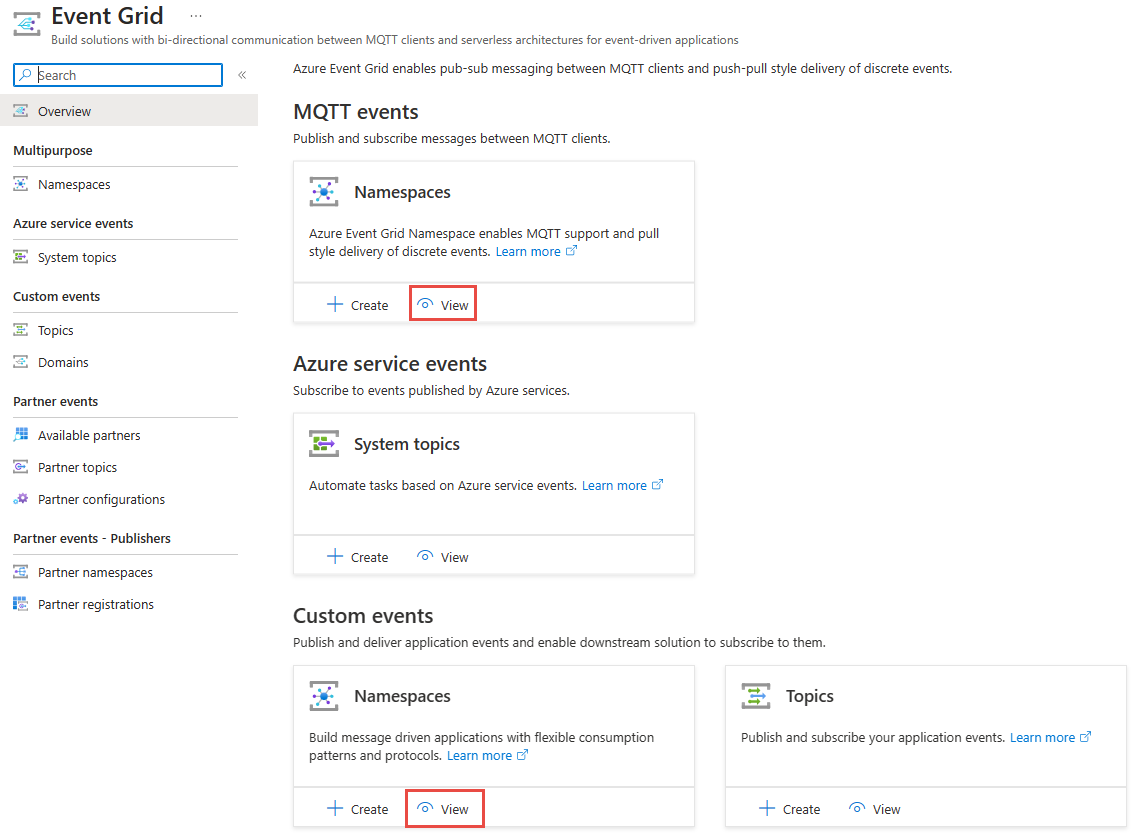 Event Grid
...
Build solutions with bi-directional communication between MQTT clients and serverless architectures for event-driven applications
Search
«
Overview
Multipurpose
Namespaces
Azure service events
System topics
Custom events
Topics
Domains
Partner events
Available partners
Partner topics
Partner configurations
Partner events - Publishers
Partner namespaces
Partner registrations
Azure Event Grid enables pub-sub messaging between MQTT clients and push-pull style delivery of discrete events.
MQTT events
Publish and subscribe messages between MQTT clients.
Namespaces
Azure Event Grid Namespace enables MQTT support and pull
style delivery of discrete events. Learn more
Create View
Azure service events
Subscribe to events published by Azure services.
System topics
Automate tasks based on Azure service events. Learn more
Create View
Custom events
Publish and deliver application events and enable downstream solution to subscribe to them.
Namespaces
Build message driven applications with flexible consumption
patterns and protocols. Learn more
Create View
Topics
Publish and subscribe your application events. Learn more
Create View